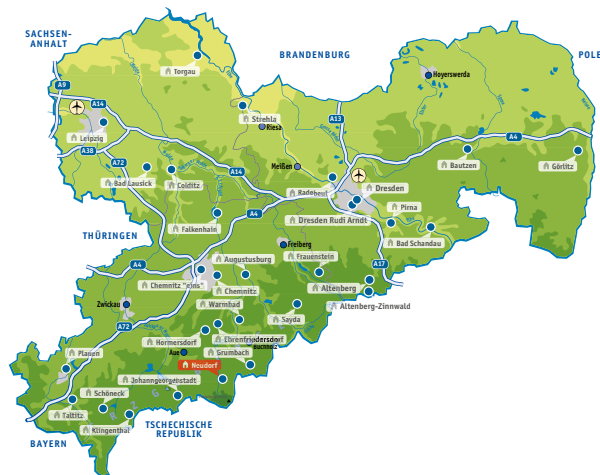 SACHSEN-
ANHALT
BRANDENBURG
POLE
Torgau
Hoyerswerda
A9
A14
Strehla
Riesa
A13
Leipzig
A4
A38
A72
Meißen
Bautzen
Görlitz
Bad Lausick
Colditz
A14
Radebeul
Dresden
Pirna
A4
Dresden Rudi Arndt
Falkenhain
Bad Schandau
THÜRINGEN
Freiberg
Augustusburg
Frauenstein
A4
A17
Chemnitz "eins"
Chemnitz
Altenberg
Zwickau
Warmbad
Altenberg-Zinnwald
Sayda
A72
Hormersdorf
Ehrenfriedersdorf
Buchholz
Aue
Grumbach
Plauen
Neudorf
Johanngeorgenstadt
Schöneck
Taltitz
Klingenthal
TSCHECHISCHE
REPUBLIK
BAYERN